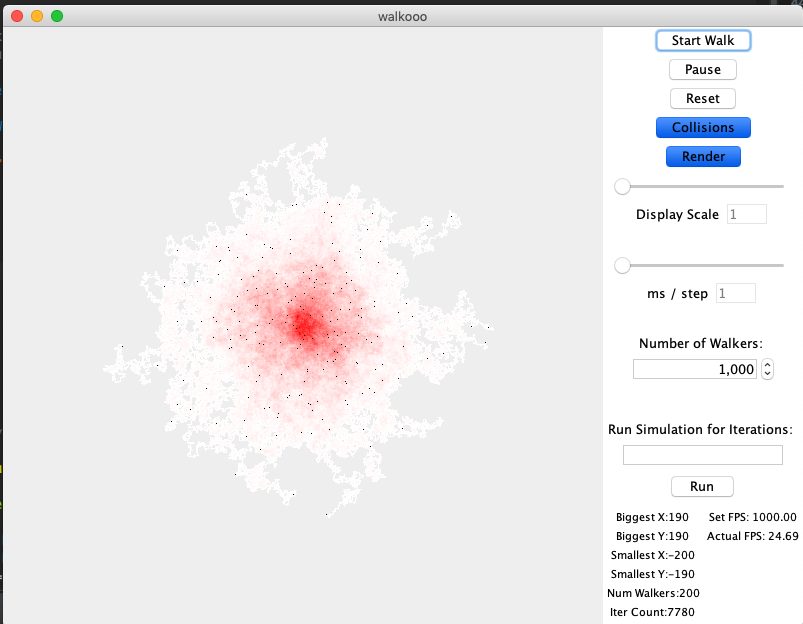 walkooo
Start Walk
Pause
Reset
Collisions
Render
Display Scale 1
ms / step 1
Number of Walkers:
1,000
Run Simulation for Iterations:
Run
Biggest X:190 Set FPS: 1000.00
Biggest Y:190 Actual FPS: 24.69
Smallest X:-200
Smallest Y:-190
Num Walkers:200
Iter Count:7780